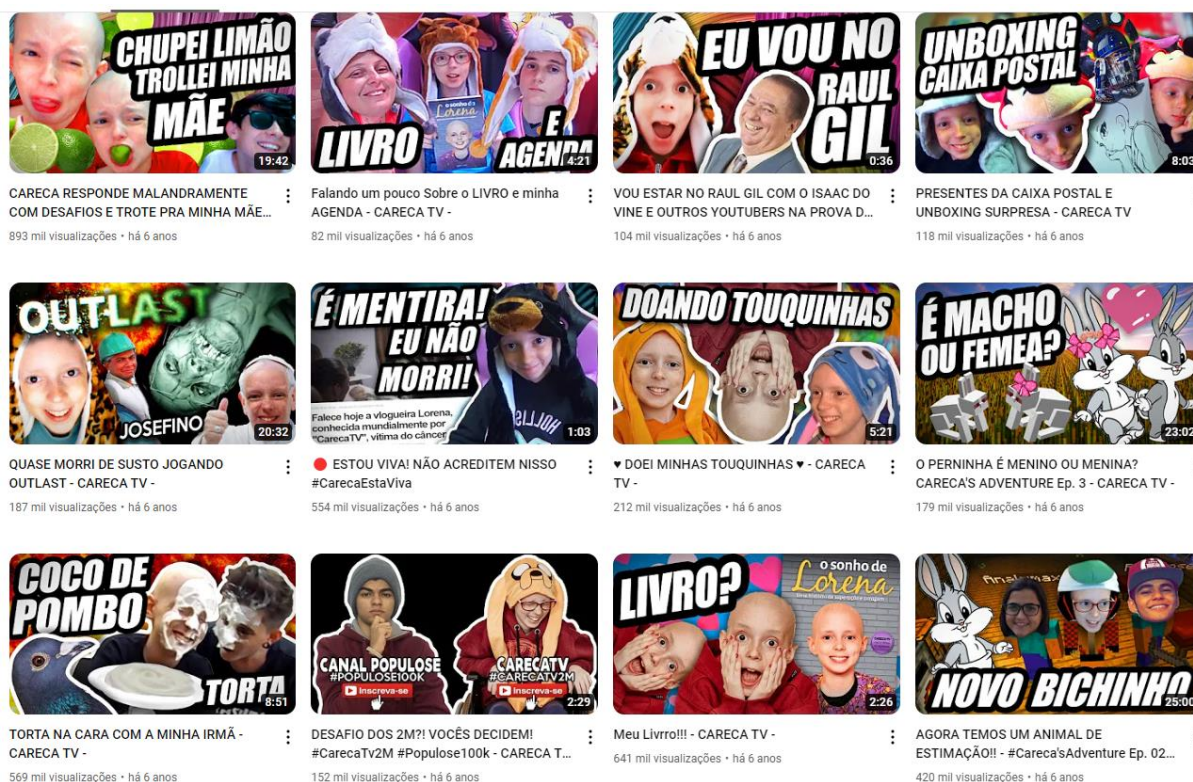 CHUPEI LIMÃO
TROLLEI MINHA
MÃE
19:42
LIVRO
o sonho de
Lorena
E
AGENDA
4:21
EU VOU NO
RAUL
GIL
0:36
UNBOXING
CAIXA POSTAL
8:03
CARECA RESPONDE MALANDRAMENTE
COM DESAFIOS E TROTE PRA MINHA MÃE...
893 mil visualizações • há 6 anos
Falando um pouco Sobre o LIVRO e minha
AGENDA - CARECA TV -
82 mil visualizações • há 6 anos
VOU ESTAR NO RAUL GIL COM O ISAAC DO
VINE E OUTROS YOUTUBERS NA PROVA D...
104 mil visualizações • há 6 anos
PRESENTES DA CAIXA POSTAL E
UNBOXING SURPRESA - CARECA TV
118 mil visualizações • há 6 anos
OUTLAST
JOSEFINO
20:32
É MENTIRA!
EU NÃO
MORRI!
Falece hoje a vlogueira Lorena,
conhecida mundialmente por
"CarecaTV", vítima do câncer
HOLLIS
1:03
DOANDO TOUQUINHAS
5:21
É MACHO
OU FEMEA?
23:02
QUASE MORRI DE SUSTO JOGANDO
OUTLAST - CARECA TV -
187 mil visualizações • há 6 anos
🔴 ESTOU VIVA! NÃO ACREDITEM NISSO
#CarecaEstaViva
554 mil visualizações • há 6 anos
♥ DOEI MINHAS TOUQUINHAS ♥ - CARECA
TV -
212 mil visualizações • há 6 anos
O PERNINHA É MENINO OU MENINA?
CARECA'S ADVENTURE Ep. 3 - CARECA TV -
179 mil visualizações • há 6 anos
COCO DE
POMBO
TORTA
8:51
CANAL POPULOSE
#POPULOSE100K
Inscreva-se
CARECATV
#CARECATV2M
Inscreva-se
2:29
LIVRO?
o sonho de
Lorena
2:26
NOVO BICHINHO
25:00
TORTA NA CARA COM A MINHA IRMÃ -
CARECA TV -
569 mil visualizações • há 6 anos
DESAFIO DOS 2M?! VOCÊS DECIDEM!
#CarecaTv2M #Populose100k - CARECA T...
152 mil visualizações • há 6 anos
Meu Livrro!!! - CARECA TV -
641 mil visualizações • há 6 anos
AGORA TEMOS UM ANIMAL DE
ESTIMAÇÃO!! - #Careca'sAdventure Ep. 02...
420 mil visualizações • há 6 anos